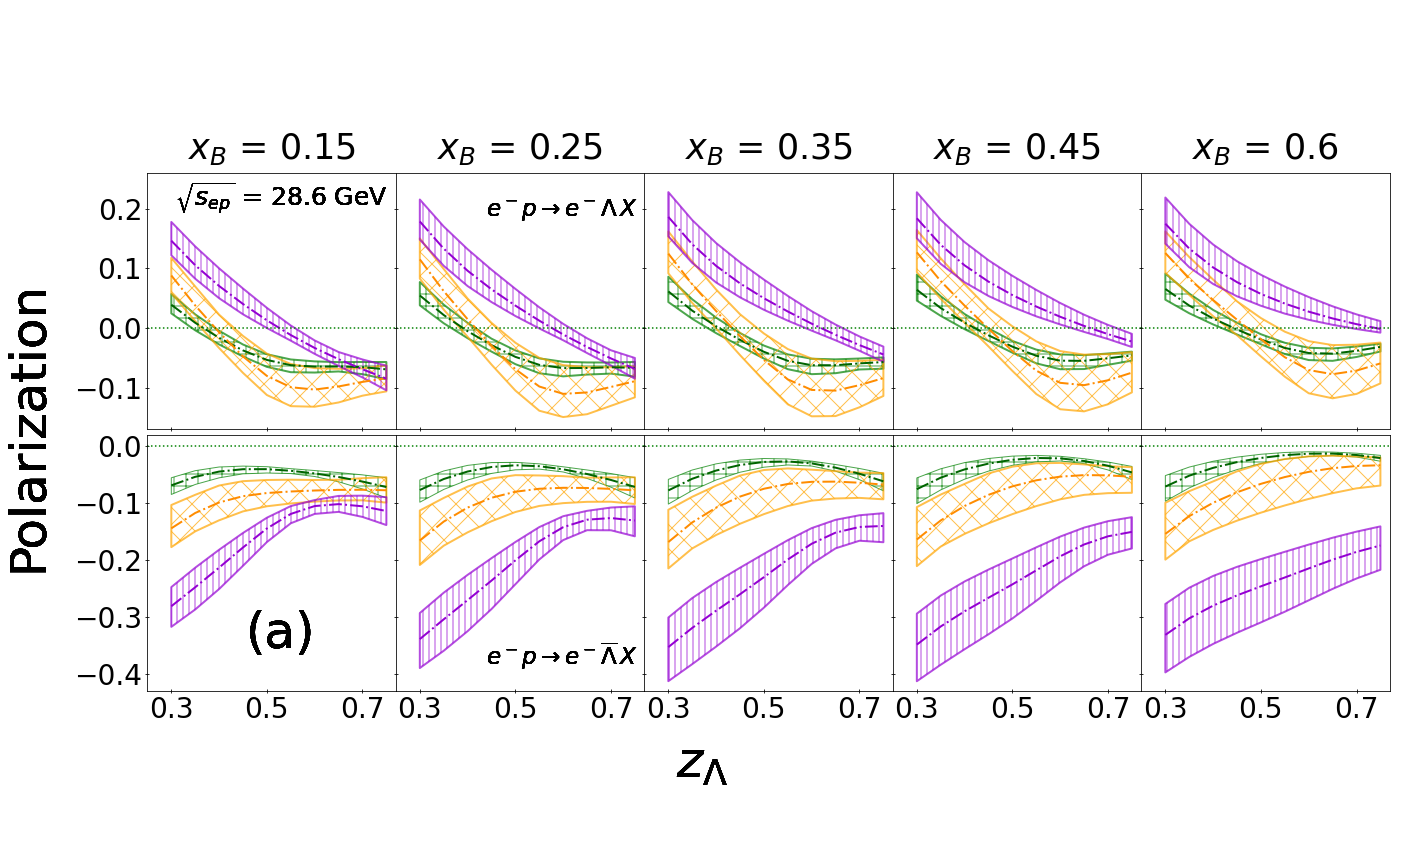 x_B = 0.15 x_B = 0.25 x_B = 0.35 x_B = 0.45 x_B = 0.6
√s_ep = 28.6 GeV
e⁻p→e⁻ΛX
0.2
0.1
0.0
−0.1
Polarization
0.0
−0.1
−0.2
−0.3
−0.4
(a)
e⁻p→e⁻Λ̅X
0.3 0.5 0.7 0.3 0.5 0.7 0.3 0.5 0.7 0.3 0.5 0.7 0.3 0.5 0.7
z_Λ